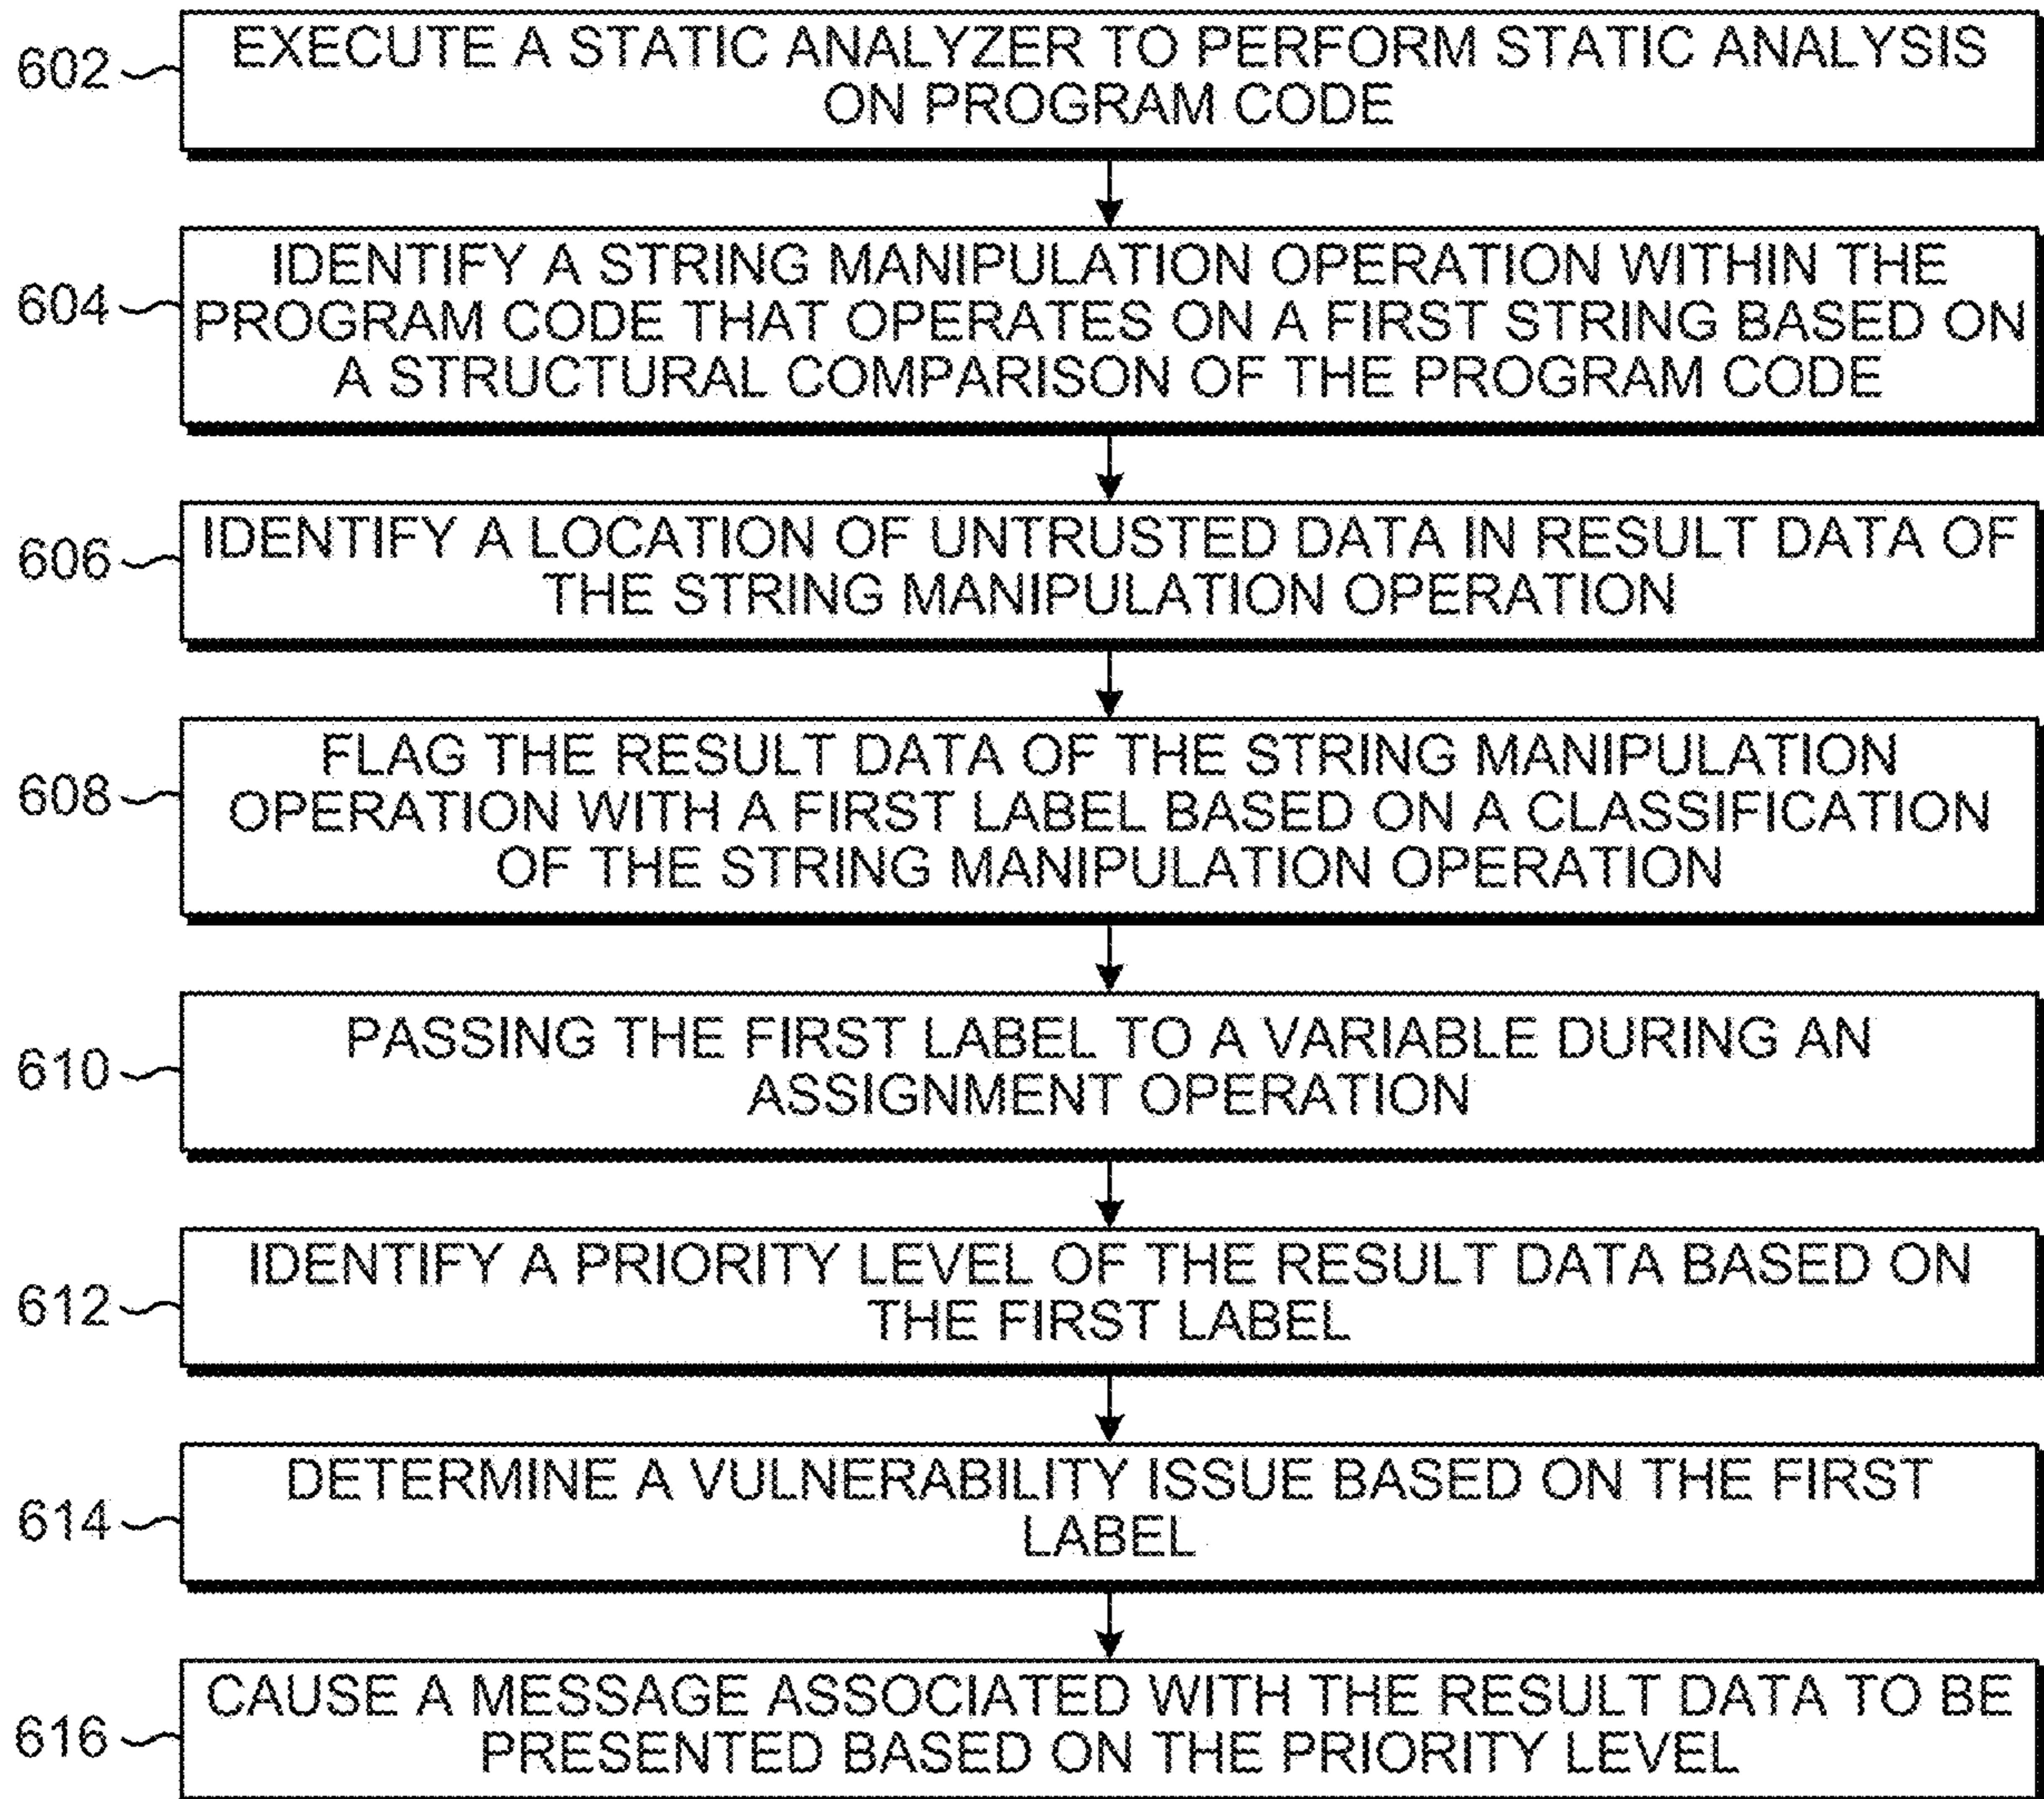 602
EXECUTE A STATIC ANALYZER TO PERFORM STATIC ANALYSIS
ON PROGRAM CODE
604
IDENTIFY A STRING MANIPULATION OPERATION WITHIN THE
PROGRAM CODE THAT OPERATES ON A FIRST STRING BASED ON
A STRUCTURAL COMPARISON OF THE PROGRAM CODE
606
IDENTIFY A LOCATION OF UNTRUSTED DATA IN RESULT DATA OF
THE STRING MANIPULATION OPERATION
608
FLAG THE RESULT DATA OF THE STRING MANIPULATION
OPERATION WITH A FIRST LABEL BASED ON A CLASSIFICATION
OF THE STRING MANIPULATION OPERATION
610
PASSING THE FIRST LABEL TO A VARIABLE DURING AN
ASSIGNMENT OPERATION
612
IDENTIFY A PRIORITY LEVEL OF THE RESULT DATA BASED ON
THE FIRST LABEL
614
DETERMINE A VULNERABILITY ISSUE BASED ON THE FIRST
LABEL
616
CAUSE A MESSAGE ASSOCIATED WITH THE RESULT DATA TO BE
PRESENTED BASED ON THE PRIORITY LEVEL